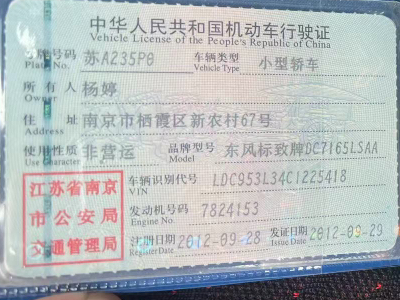 中华人民共和国机动车行驶证
Vehicle License of the People's Republic of China
号牌号码 苏A235P0 车辆类型 小型轿车
Plate No. Vehicle Type
所有人 杨婷
Owner
住址 南京市栖霞区新农村67号
Address
使用性质 非营运 品牌型号 东风标致牌DC7165LSAA
Use Character Model
江苏省南京 车辆识别代号 LDC953L34C1225418
VIN
市公安局 发动机号码 7824153
Engine No.
交通管理局 注册日期 2012-09-28 发证日期 2012-09-29
Register Date Issue Date